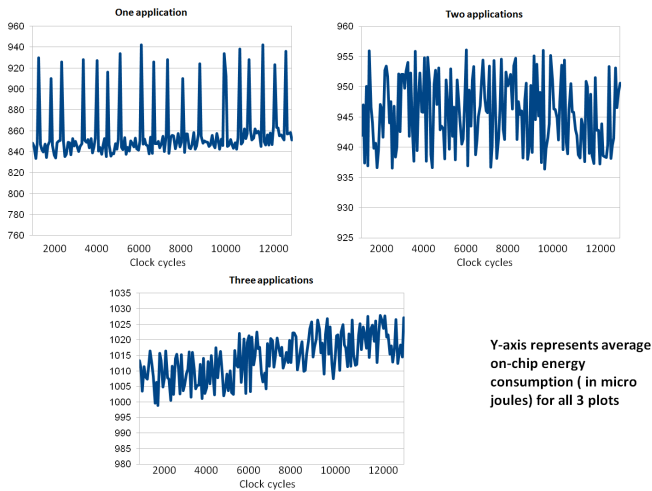 One application
960
940
920
900
880
860
840
820
800
780
760
2000 4000 6000 8000 10000 12000
Clock cycles
Two applications
960
955
950
945
940
935
930
925
2000 4000 6000 8000 10000 12000
Clock cycles
Three applications
1035
1030
1025
1020
1015
1010
1005
1000
995
990
985
980
2000 4000 6000 8000 10000 12000
Clock cycles
Y-axis represents average
on-chip energy
consumption ( in micro
joules) for all 3 plots